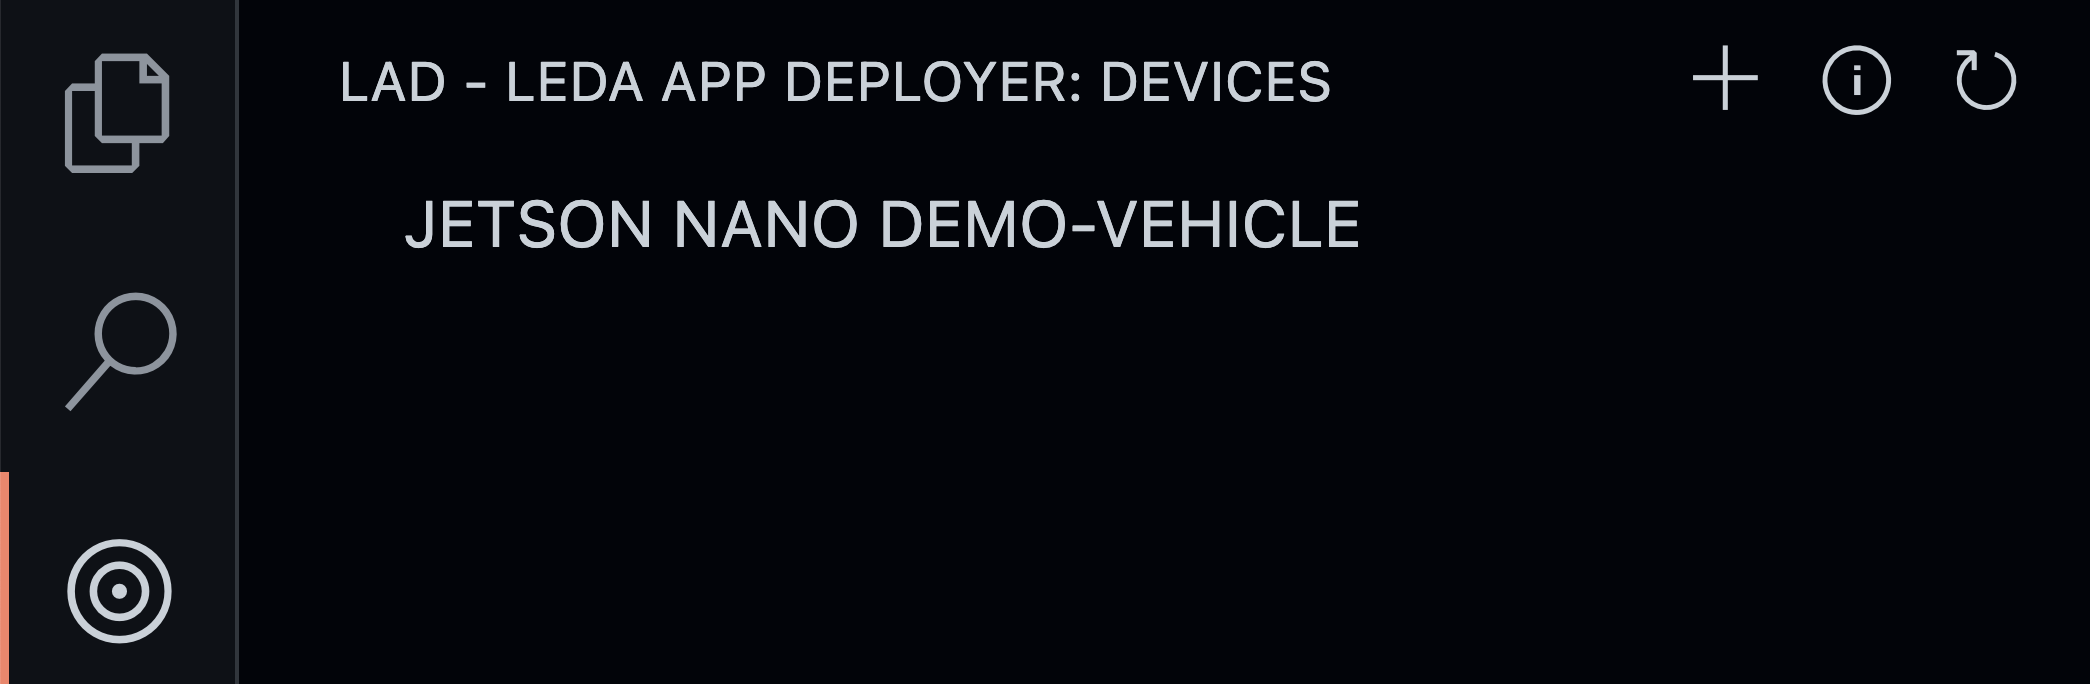 LAD - LEDA APP DEPLOYER: DEVICES
JETSON NANO DEMO-VEHICLE